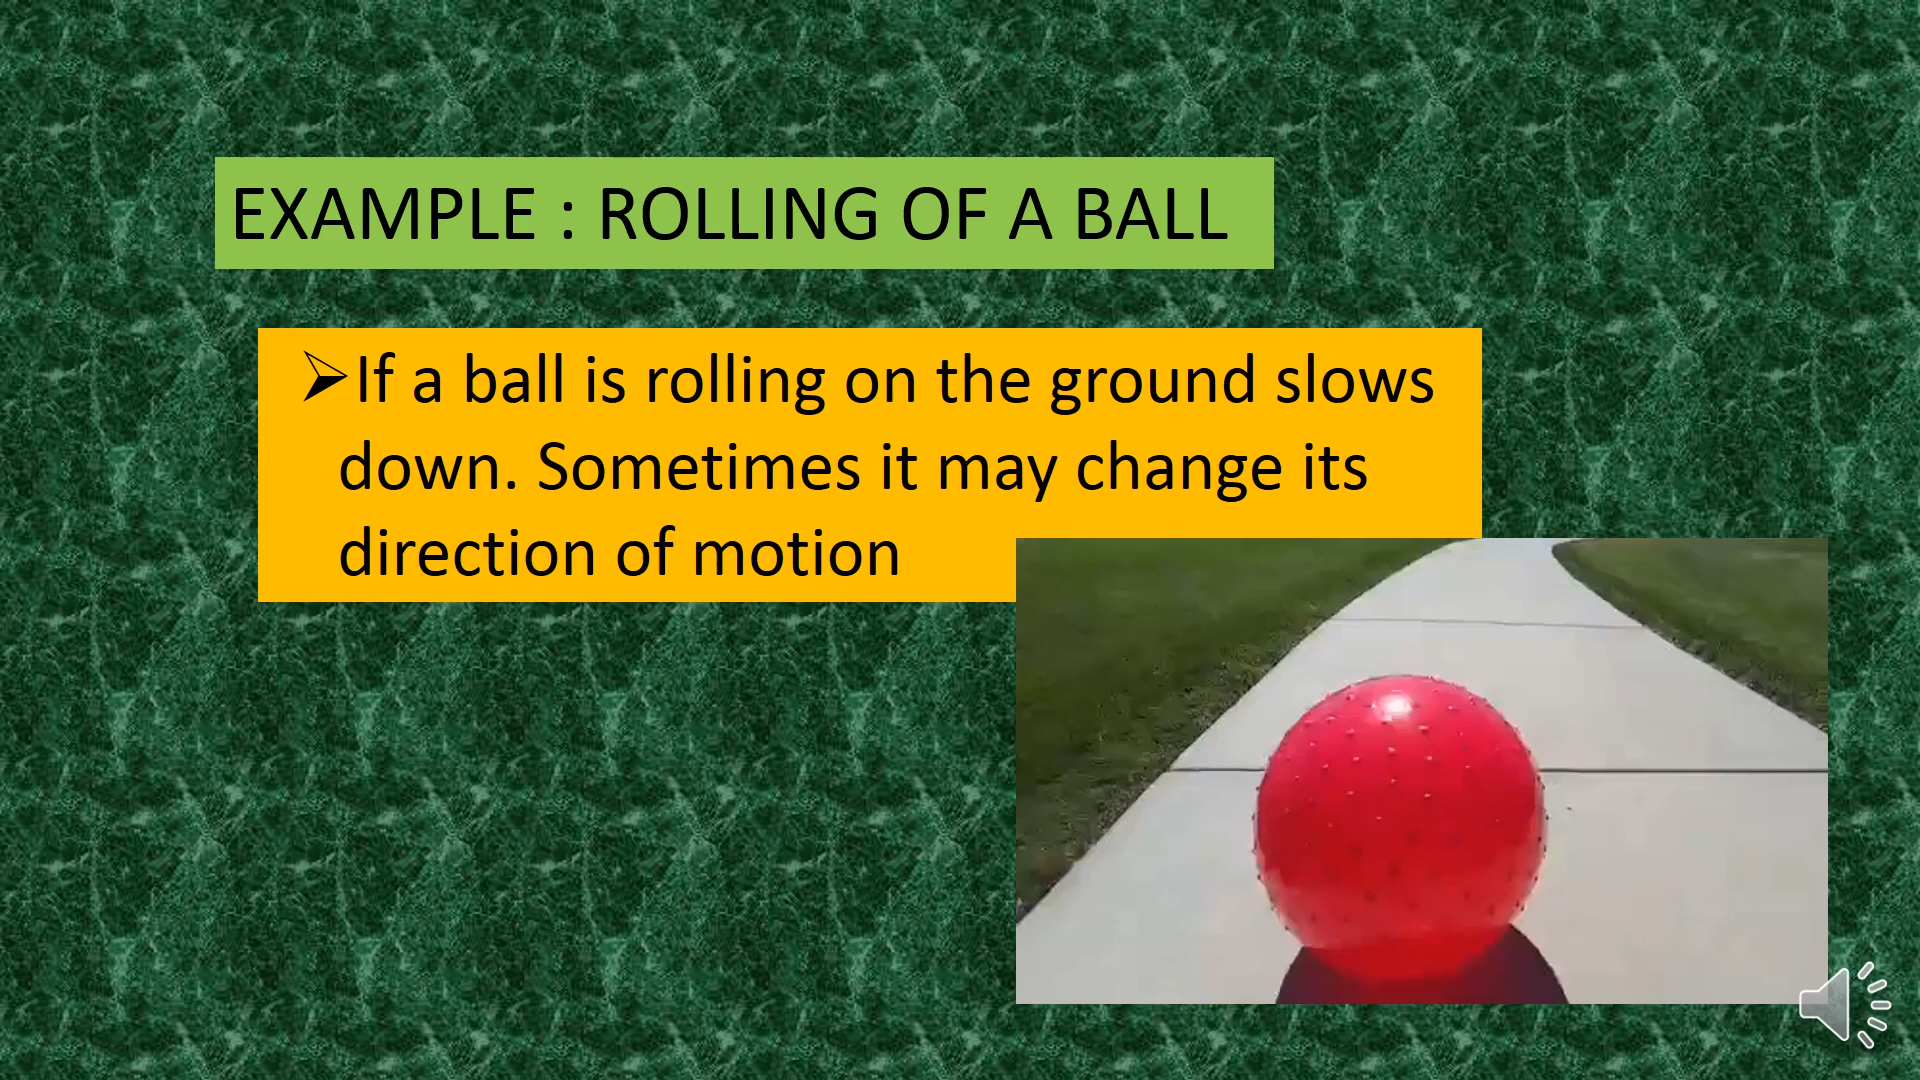 EXAMPLE : ROLLING OF A BALL
➢If a ball is rolling on the ground slows
down. Sometimes it may change its
direction of motion